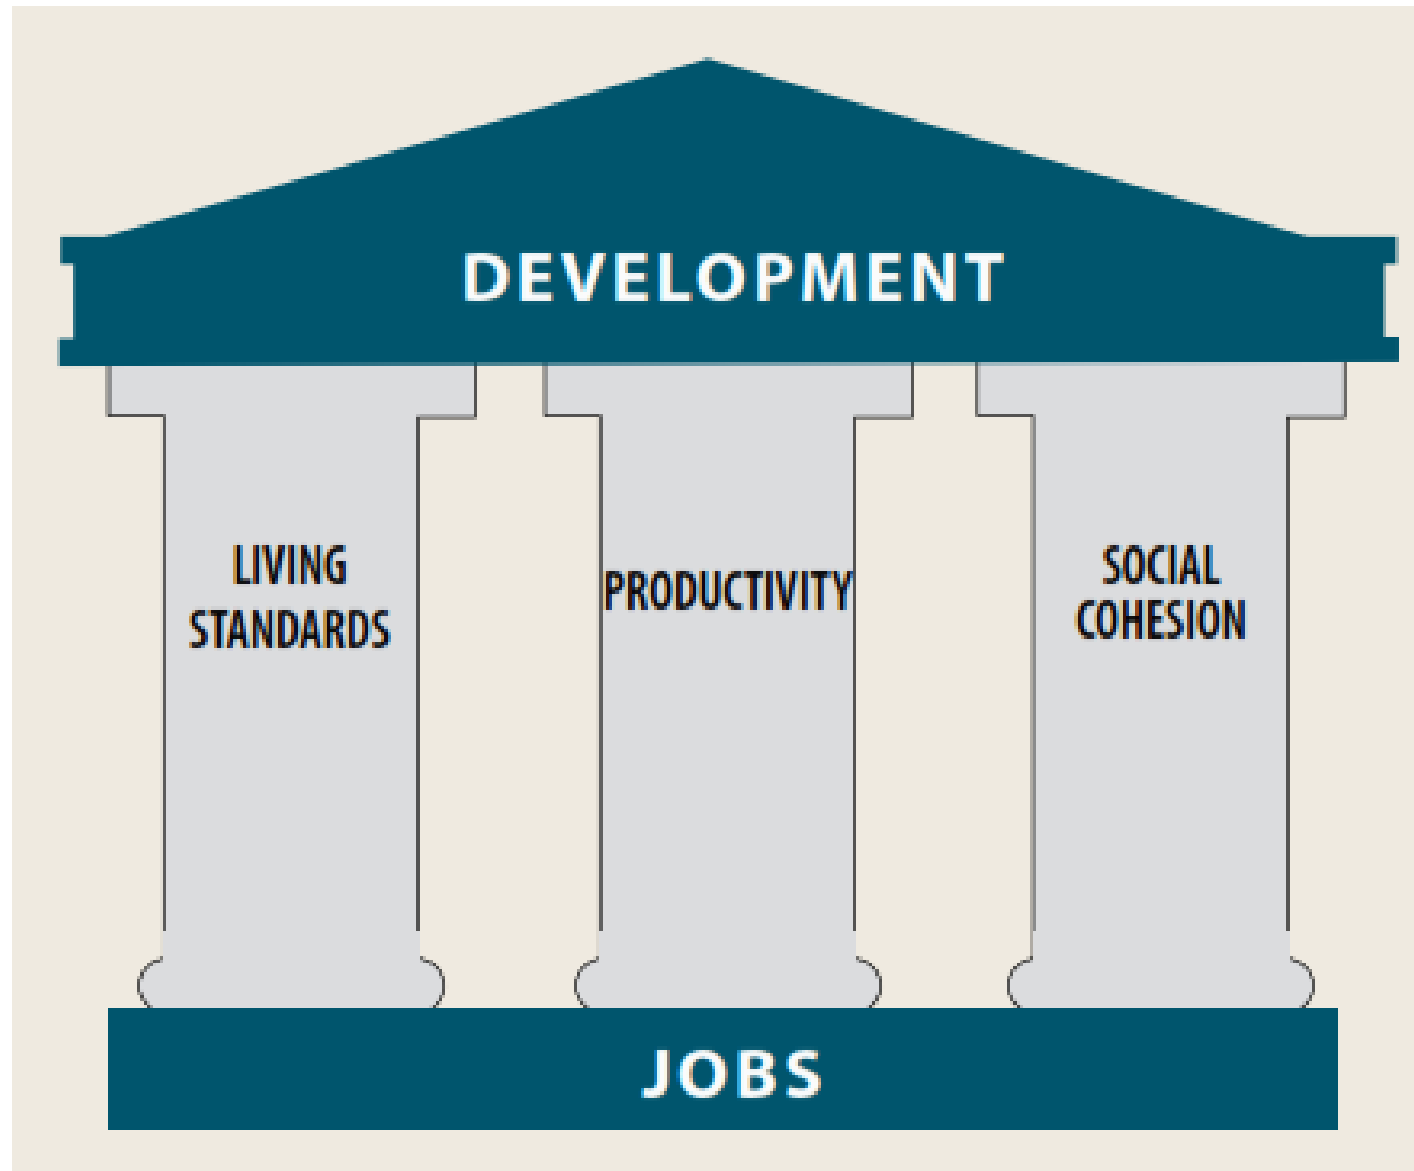 DEVELOPMENT
LIVING
STANDARDS
PRODUCTIVITY
SOCIAL
COHESION
JOBS